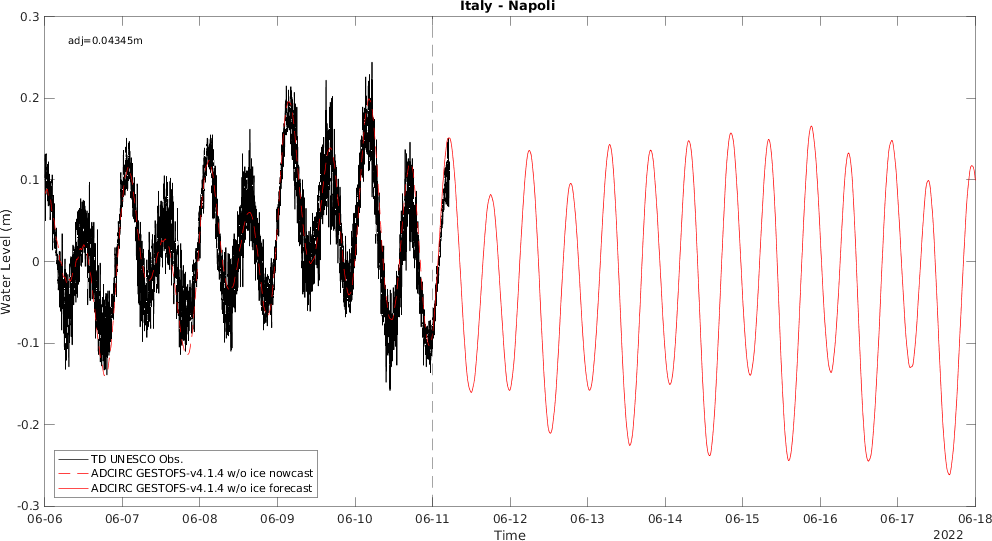 Italy - Napoli
adj=0.04345m
0.3
0.2
0.1
0
-0.1
-0.2
-0.3
Water Level (m)
TD UNESCO Obs.
ADCIRC GESTOFS-v4.1.4 w/o ice nowcast
ADCIRC GESTOFS-v4.1.4 w/o ice forecast
06-06 06-07 06-08 06-09 06-10 06-11 06-12 06-13 06-14 06-15 06-16 06-17 06-18
Time
2022